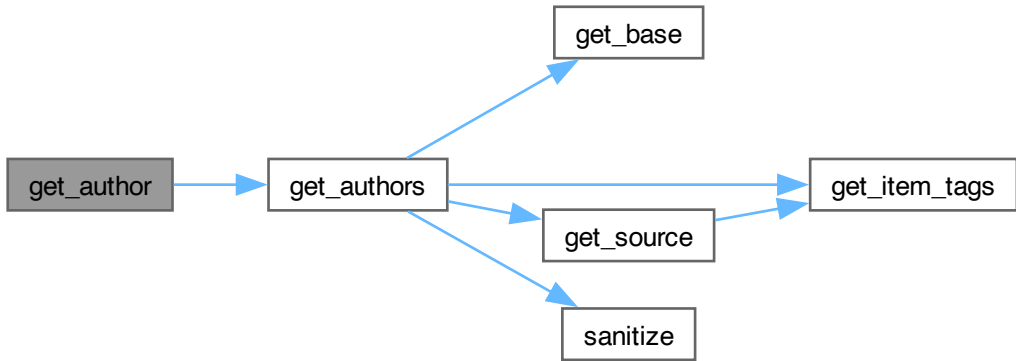 get_base
get_author
get_authors
get_item_tags
get_source
sanitize